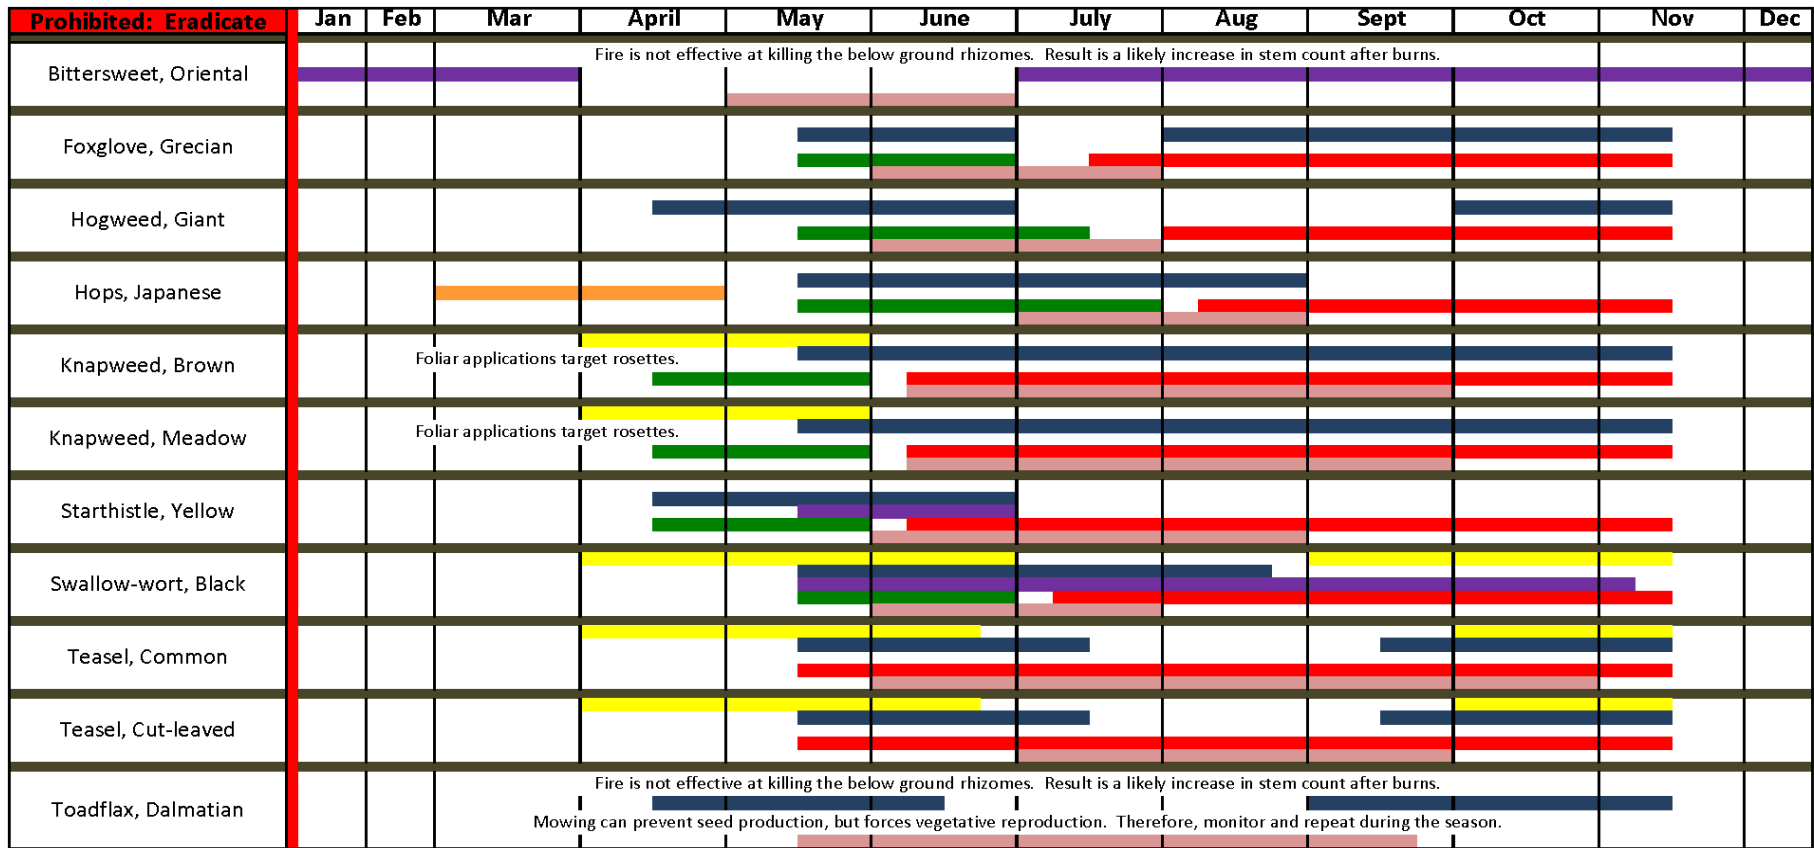 Prohibited: Eradicate Jan Feb Mar April May June July Aug Sept Oct Nov Dec
Fire is not effective at killing the below ground rhizomes. Result is a likely increase in stem count after burns.
Bittersweet, Oriental
Foxglove, Grecian
Hogweed, Giant
Hops, Japanese
Knapweed, Brown
Foliar applications target rosettes.
Knapweed, Meadow
Foliar applications target rosettes.
Starthistle, Yellow
Swallow-wort, Black
Teasel, Common
Teasel, Cut-leaved
Fire is not effective at killing the below ground rhizomes. Result is a likely increase in stem count after burns.
Toadflax, Dalmatian
Mowing can prevent seed production, but forces vegetative reproduction. Therefore, monitor and repeat during the season.